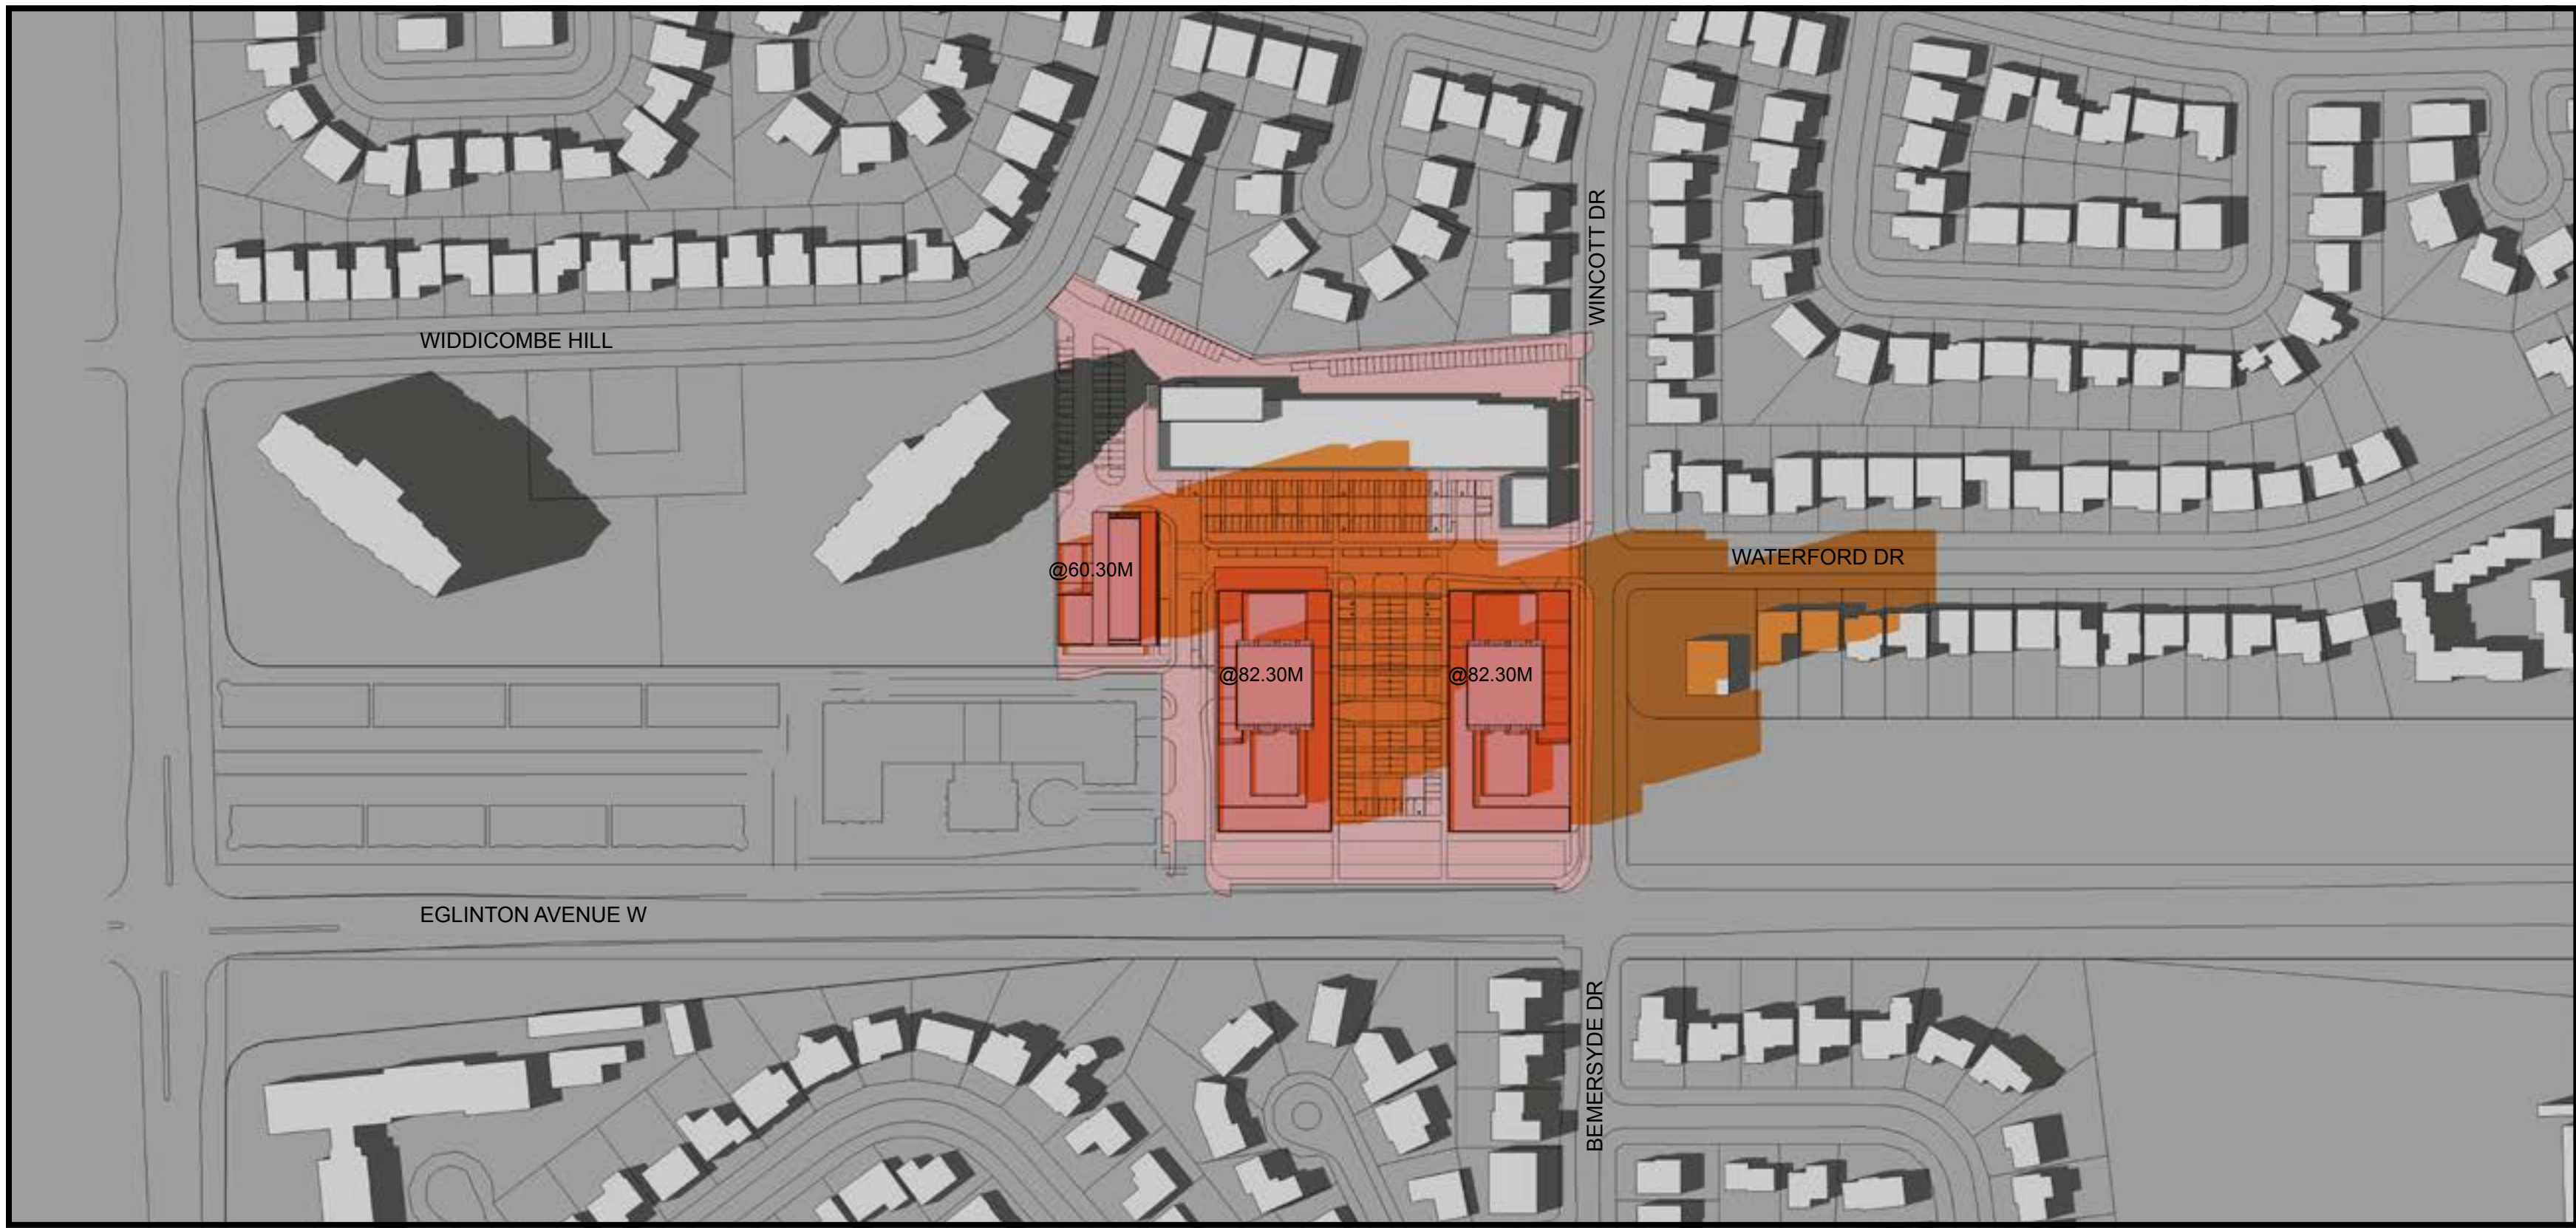 WINCOTT DR
WIDDICOMBE HILL
WATERFORD DR
@60.30M
@82.30M
@82.30M
EGLINTON AVENUE W
BEMERSYDE DR